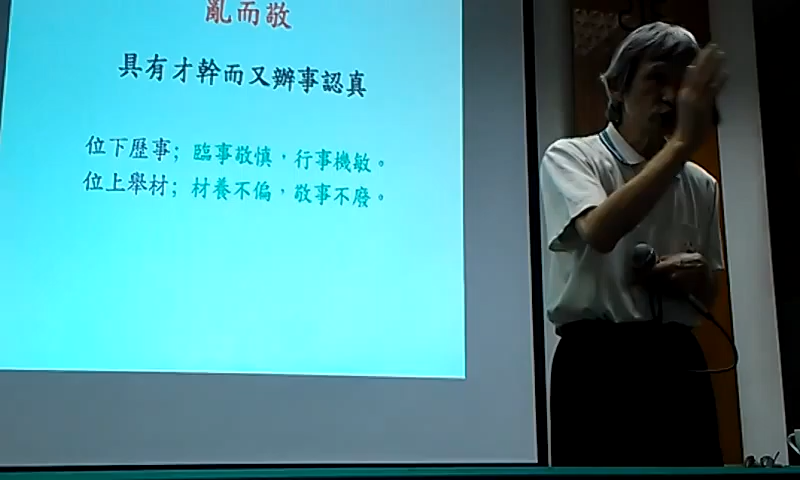 亂而敬
具有才幹而又辦事認真
位下歷事；臨事敬慎，行事機敏。
位上舉材；材養不偏，敬事不廢。